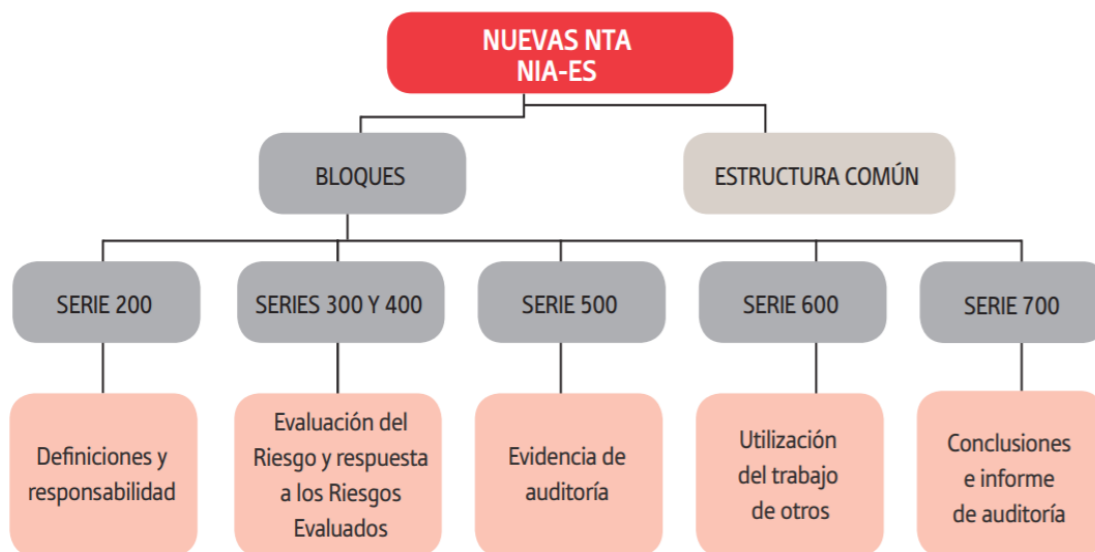 NUEVAS NTA
NIA-ES
BLOQUES
ESTRUCTURA COMÚN
SERIE 200
SERIES 300 Y 400
SERIE 500
SERIE 600
SERIE 700
Definiciones y
responsabilidad
Evaluación del
Riesgo y respuesta
a los Riesgos
Evaluados
Evidencia de
auditoría
Utilización
del trabajo
de otros
Conclusiones
e informe
de auditoría